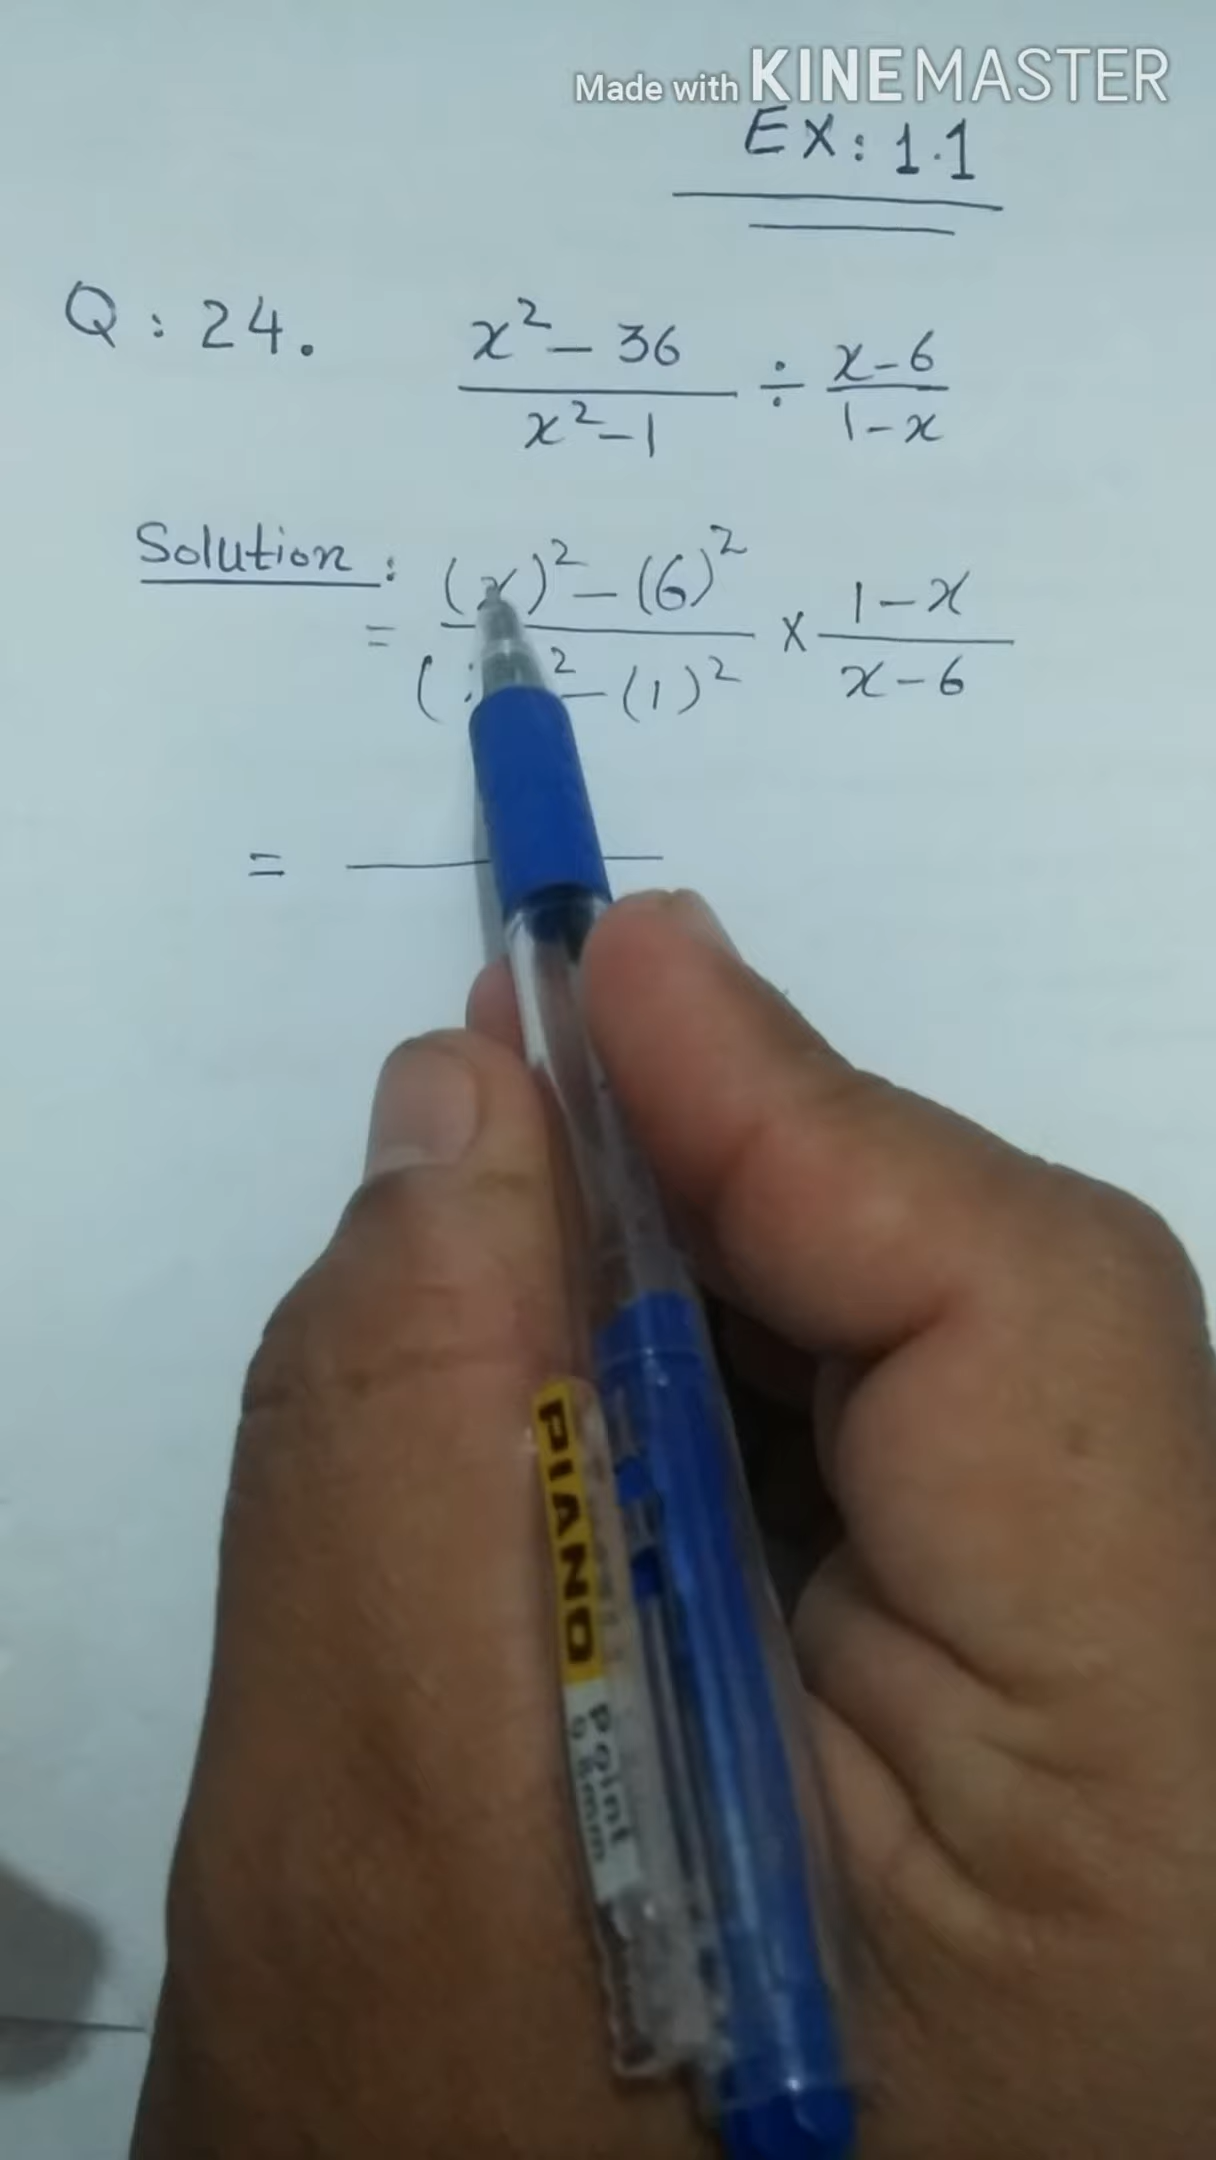 Made with KINEMASTER
EX: 1.1
Q: 24. x² - 36 / x² - 1 ÷ x - 6 / 1 - x
Solution:
= (x)² - (6)² / ( ² - (1)² × 1 - x / x - 6
=
PIANO
Point